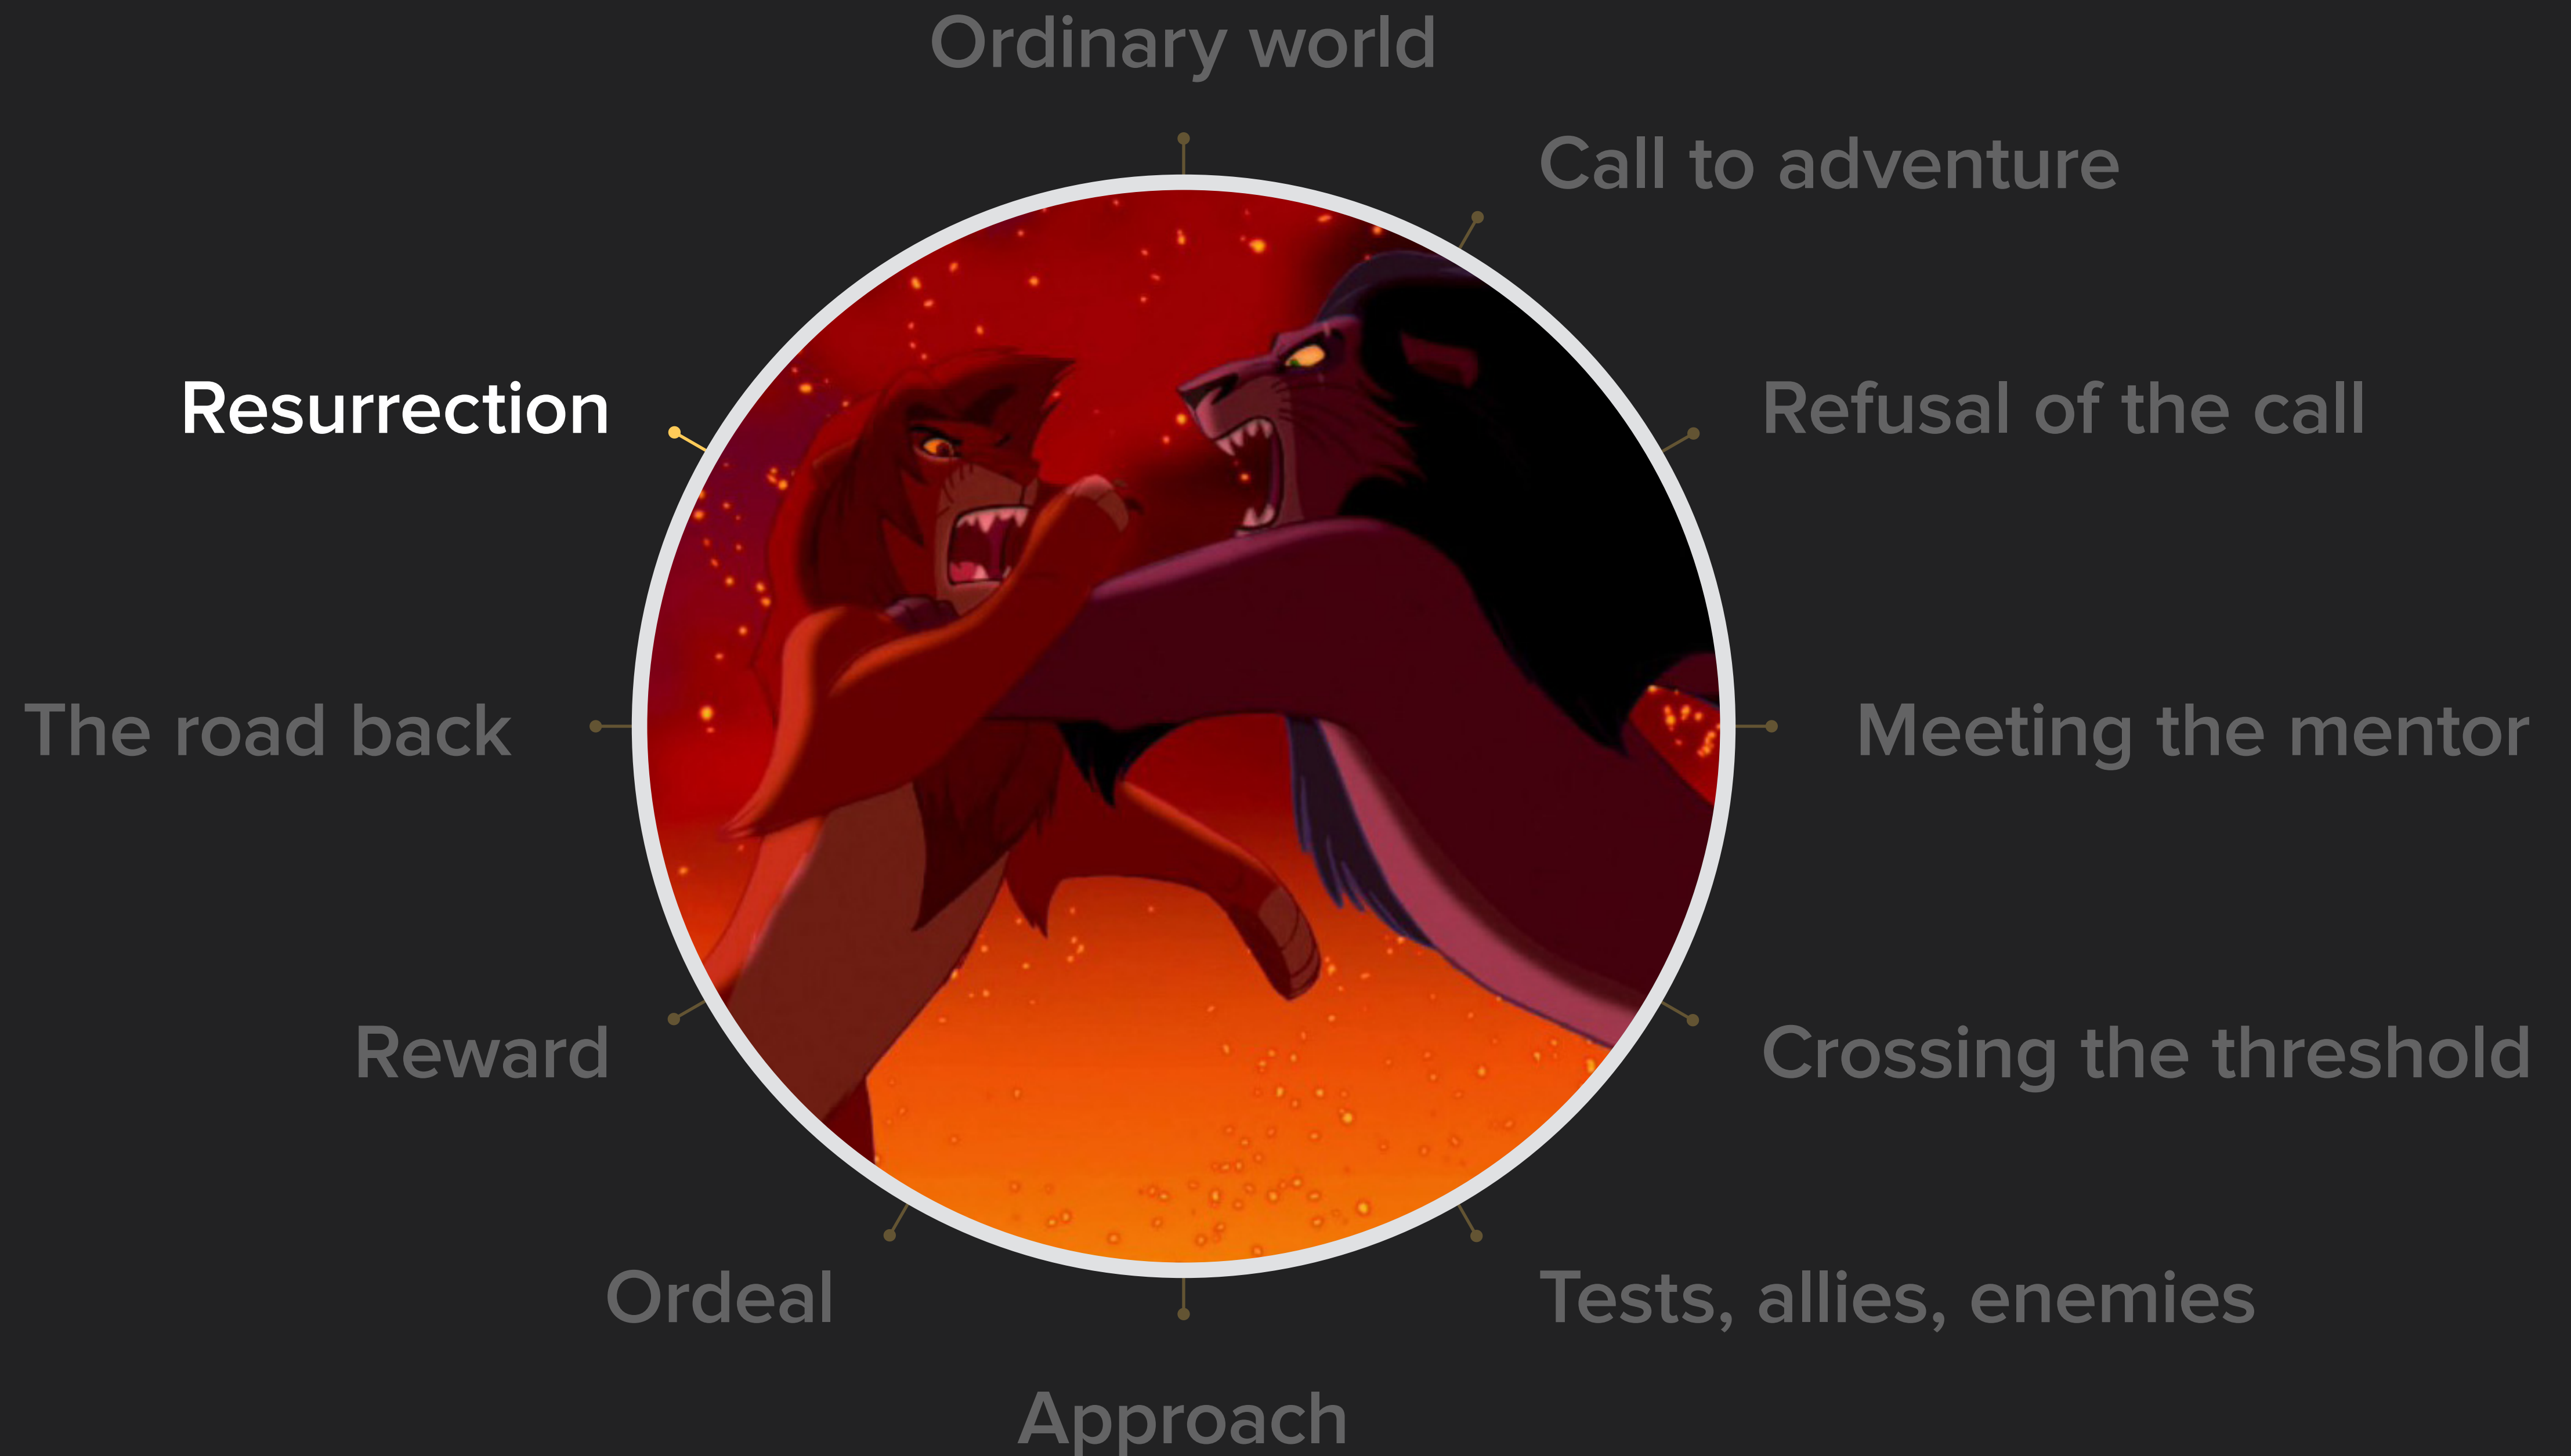 Ordinary world
Call to adventure
Refusal of the call
Meeting the mentor
Crossing the threshold
Tests, allies, enemies
Approach
Ordeal
Reward
The road back
Resurrection